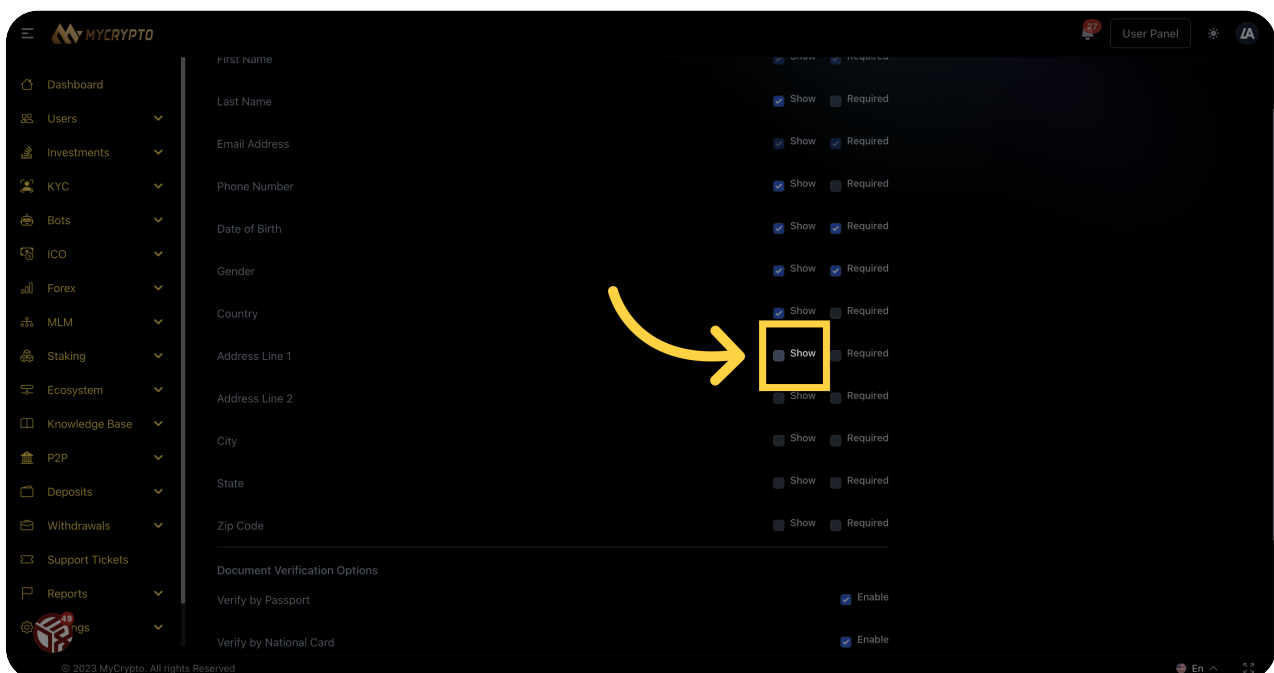 MYCRYPTO
27
User Panel
Dashboard
Users
Investments
KYC
Bots
ICO
Forex
MLM
Staking
Ecosystem
Knowledge Base
P2P
Deposits
Withdrawals
Support Tickets
Reports
49
ngs
First Name Show Required
Last Name Show Required
Email Address Show Required
Phone Number Show Required
Date of Birth Show Required
Gender Show Required
Country Show Required
Address Line 1 Show Required
Address Line 2 Show Required
City Show Required
State Show Required
Zip Code Show Required
Document Verification Options
Verify by Passport Enable
Verify by National Card Enable
© 2023 MyCrypto. All rights Reserved
En